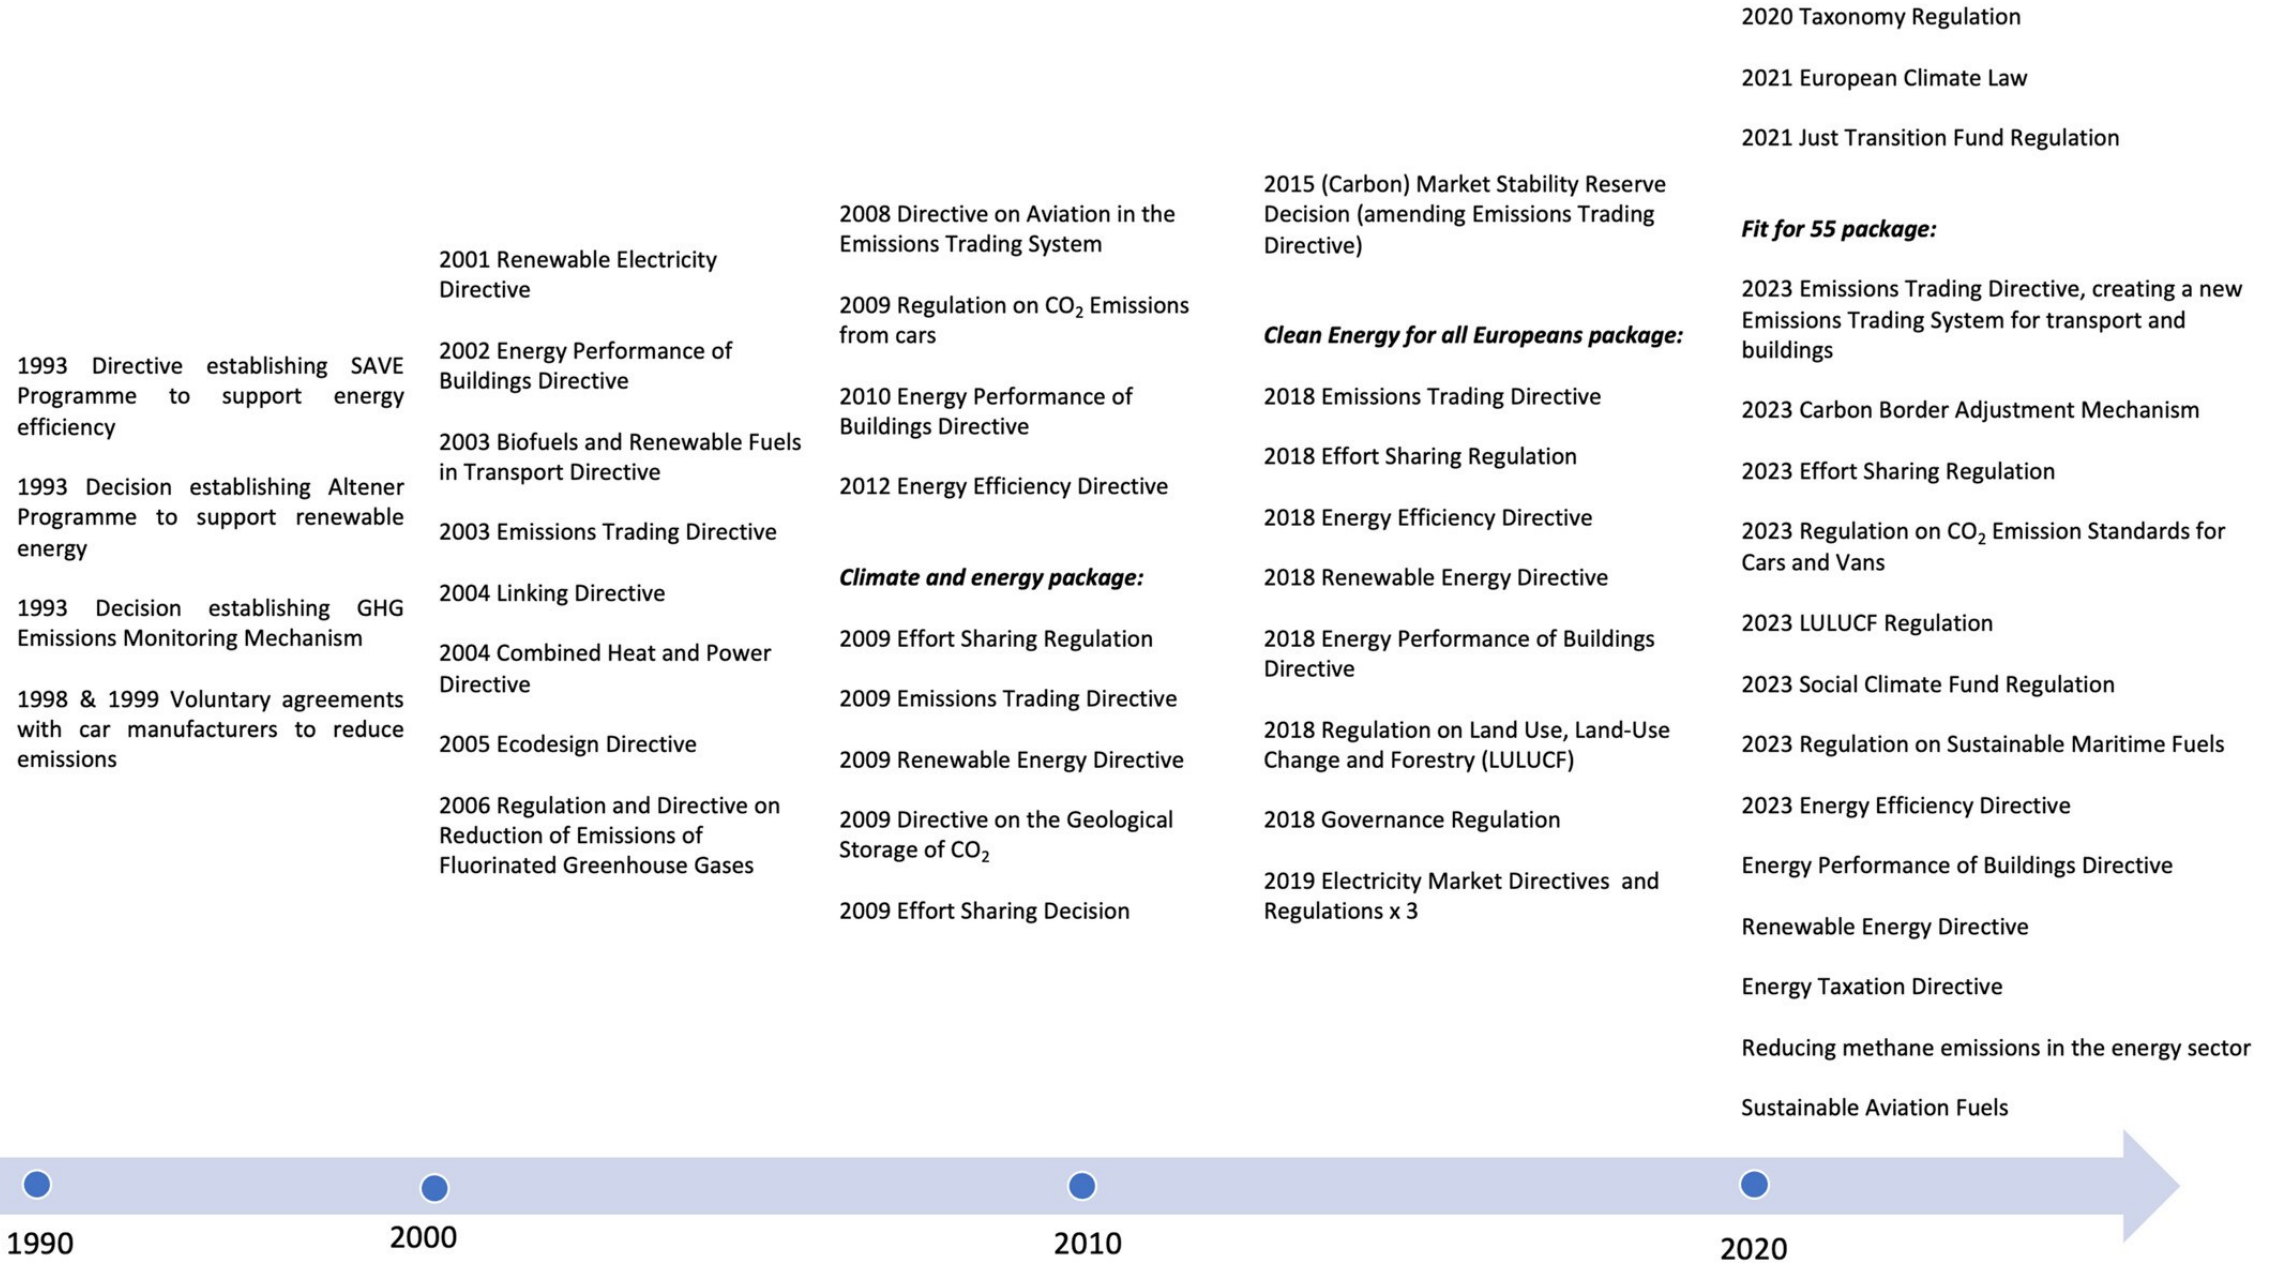 1993 Directive establishing SAVE
Programme to support energy
efficiency
1993 Decision establishing Altener
Programme to support renewable
energy
1993 Decision establishing GHG
Emissions Monitoring Mechanism
1998 & 1999 Voluntary agreements
with car manufacturers to reduce
emissions
2001 Renewable Electricity
Directive
2002 Energy Performance of
Buildings Directive
2003 Biofuels and Renewable Fuels
in Transport Directive
2003 Emissions Trading Directive
2004 Linking Directive
2004 Combined Heat and Power
Directive
2005 Ecodesign Directive
2006 Regulation and Directive on
Reduction of Emissions of
Fluorinated Greenhouse Gases
2008 Directive on Aviation in the
Emissions Trading System
2009 Regulation on CO₂ Emissions
from cars
2010 Energy Performance of
Buildings Directive
2012 Energy Efficiency Directive
Climate and energy package:
2009 Effort Sharing Regulation
2009 Emissions Trading Directive
2009 Renewable Energy Directive
2009 Directive on the Geological
Storage of CO₂
2009 Effort Sharing Decision
2015 (Carbon) Market Stability Reserve
Decision (amending Emissions Trading
Directive)
Clean Energy for all Europeans package:
2018 Emissions Trading Directive
2018 Effort Sharing Regulation
2018 Energy Efficiency Directive
2018 Renewable Energy Directive
2018 Energy Performance of Buildings
Directive
2018 Regulation on Land Use, Land-Use
Change and Forestry (LULUCF)
2018 Governance Regulation
2019 Electricity Market Directives and
Regulations x 3
2020 Taxonomy Regulation
2021 European Climate Law
2021 Just Transition Fund Regulation
Fit for 55 package:
2023 Emissions Trading Directive, creating a new
Emissions Trading System for transport and
buildings
2023 Carbon Border Adjustment Mechanism
2023 Effort Sharing Regulation
2023 Regulation on CO₂ Emission Standards for
Cars and Vans
2023 LULUCF Regulation
2023 Social Climate Fund Regulation
2023 Regulation on Sustainable Maritime Fuels
2023 Energy Efficiency Directive
Energy Performance of Buildings Directive
Renewable Energy Directive
Energy Taxation Directive
Reducing methane emissions in the energy sector
Sustainable Aviation Fuels
1990
2000
2010
2020